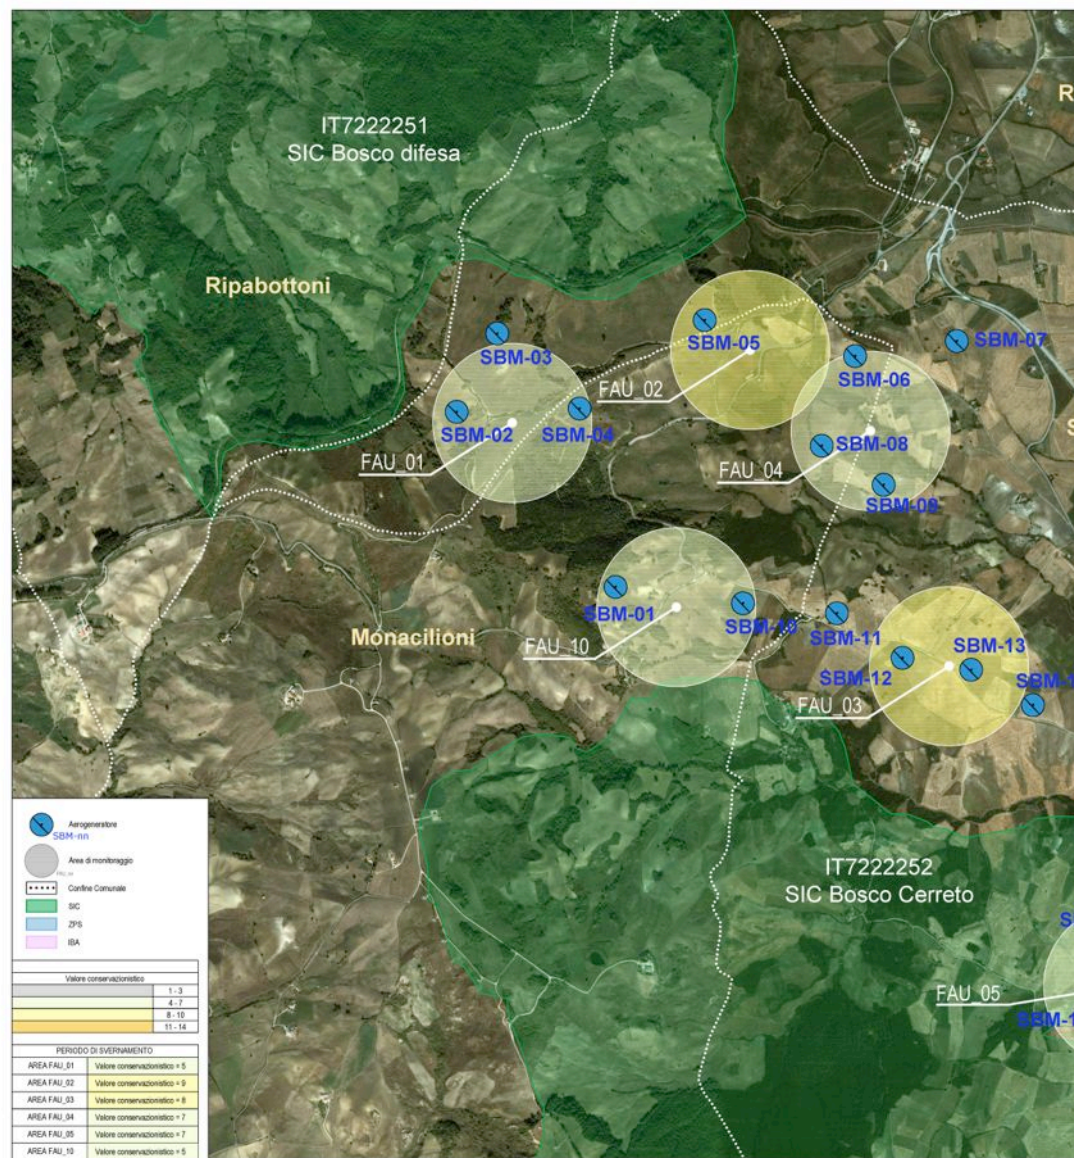 IT7222251
SIC Bosco difesa
R
Ripabottoni
SBM-03
SBM-05
SBM-07
SBM-06
FAU_02
SBM-02
SBM-04
S
SBM-08
FAU_01
FAU_04
SBM-09
SBM-01
SBM-10
SBM-11
Monacilioni
FAU_10
SBM-13
SBM-12
SBM-1
FAU_03
IT7222252
SIC Bosco Cerreto
S
FAU_05
SBM-1
Aerogeneratore
SBM-nn
Area di monitoraggio
Confine Comunale
SIC
ZPS
IBA
Valore conservazionistico
1 - 3
4 - 7
8 - 10
11 - 14
PERIODO DI SVERNAMENTO
AREA FAU_01 Valore conservazionistico = 5
AREA FAU_02 Valore conservazionistico = 9
AREA FAU_03 Valore conservazionistico = 8
AREA FAU_04 Valore conservazionistico = 7
AREA FAU_05 Valore conservazionistico = 7
AREA FAU_10 Valore conservazionistico = 5